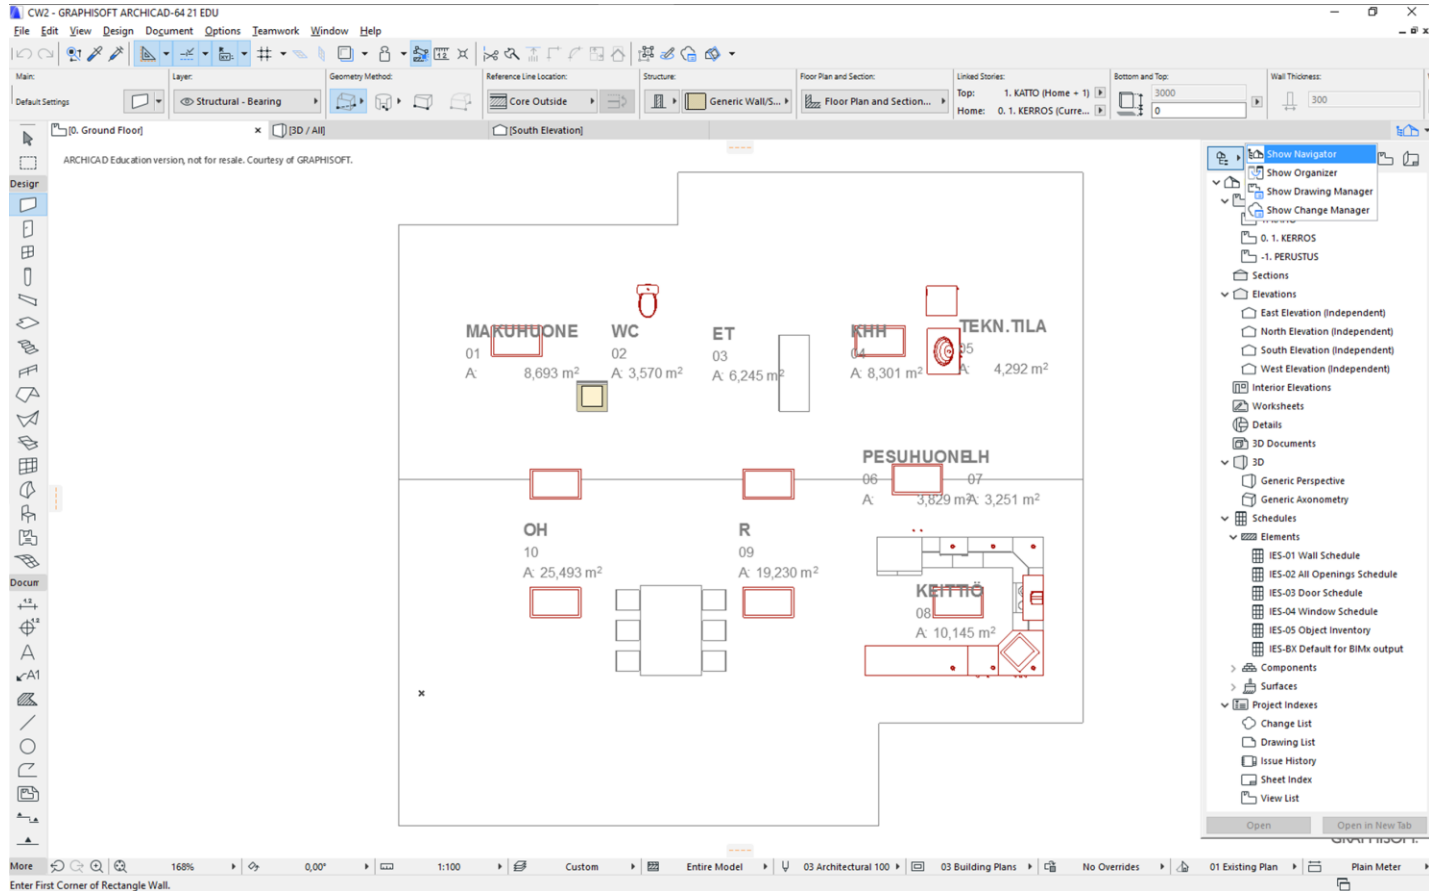 CW2 - GRAPHISOFT ARCHICAD-64 21 EDU
File Edit View Design Document Options Teamwork Window Help
Main:
Default Settings
Layer:
Structural - Bearing
Geometry Method:
Reference Line Location:
Core Outside
Structure:
Generic Wall/S...
Floor Plan and Section:
Floor Plan and Section...
Linked Stories:
Top: 1. KATTO (Home + 1)
Home: 0. 1. KERROS (Curre...
Bottom and Top:
3000
0
Wall Thickness:
300
[0. Ground Floor]
[3D / All]
[South Elevation]
ARCHICAD Education version, not for resale. Courtesy of GRAPHISOFT.
Desigr
Docurr
More
MAKUHUONE
01
A: 8,693 m²
WC
02
A: 3,570 m²
ET
03
A: 6,245 m²
KHH
04
A: 8,301 m²
TEKN.TILA
05
A: 4,292 m²
PESUHUONE
06
A: 3,829 m²
LH
07
A: 3,251 m²
OH
10
A: 25,493 m²
R
09
A: 19,230 m²
KEITTIÖ
08
A: 10,145 m²
Show Navigator
Show Organizer
Show Drawing Manager
Show Change Manager
0. 1. KERROS
-1. PERUSTUS
Sections
Elevations
East Elevation (Independent)
North Elevation (Independent)
South Elevation (Independent)
West Elevation (Independent)
Interior Elevations
Worksheets
Details
3D Documents
3D
Generic Perspective
Generic Axonometry
Schedules
Elements
IES-01 Wall Schedule
IES-02 All Openings Schedule
IES-03 Door Schedule
IES-04 Window Schedule
IES-05 Object Inventory
IES-BX Default for BIMx output
Components
Surfaces
Project Indexes
Change List
Drawing List
Issue History
Sheet Index
View List
Open
Open in New Tab
168% 0,00° 1:100 Custom Entire Model 03 Architectural 100 03 Building Plans No Overrides 01 Existing Plan Plain Meter
Enter First Corner of Rectangle Wall.